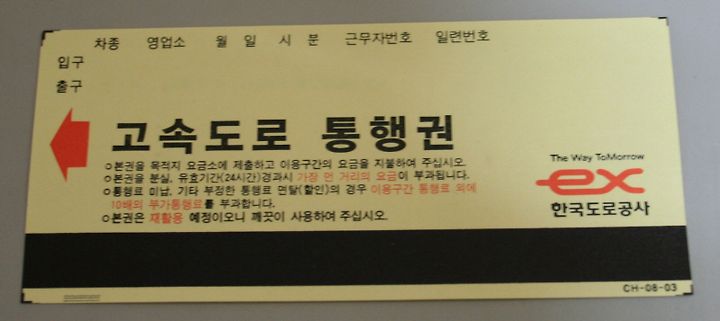 차종 영업소 월 일 시 분 근무자번호 일련번호
입구
출구
고속도로 통행권
○본권을 목적지 요금소에 제출하고 이용구간의 요금을 지불하여 주십시오.
○본권을 분실, 유효기간(24시간)경과시 가장 먼 거리의 요금이 부과됩니다.
○통행료 미납, 기타 부정한 통행료 면탈(할인)의 경우 이용구간 통행료 외에
10배의 부가통행료를 부과합니다.
○본권은 재활용 예정이오니 깨끗이 사용하여 주십시오.
The Way ToMorrow
ex
한국도로공사
CH-08-03